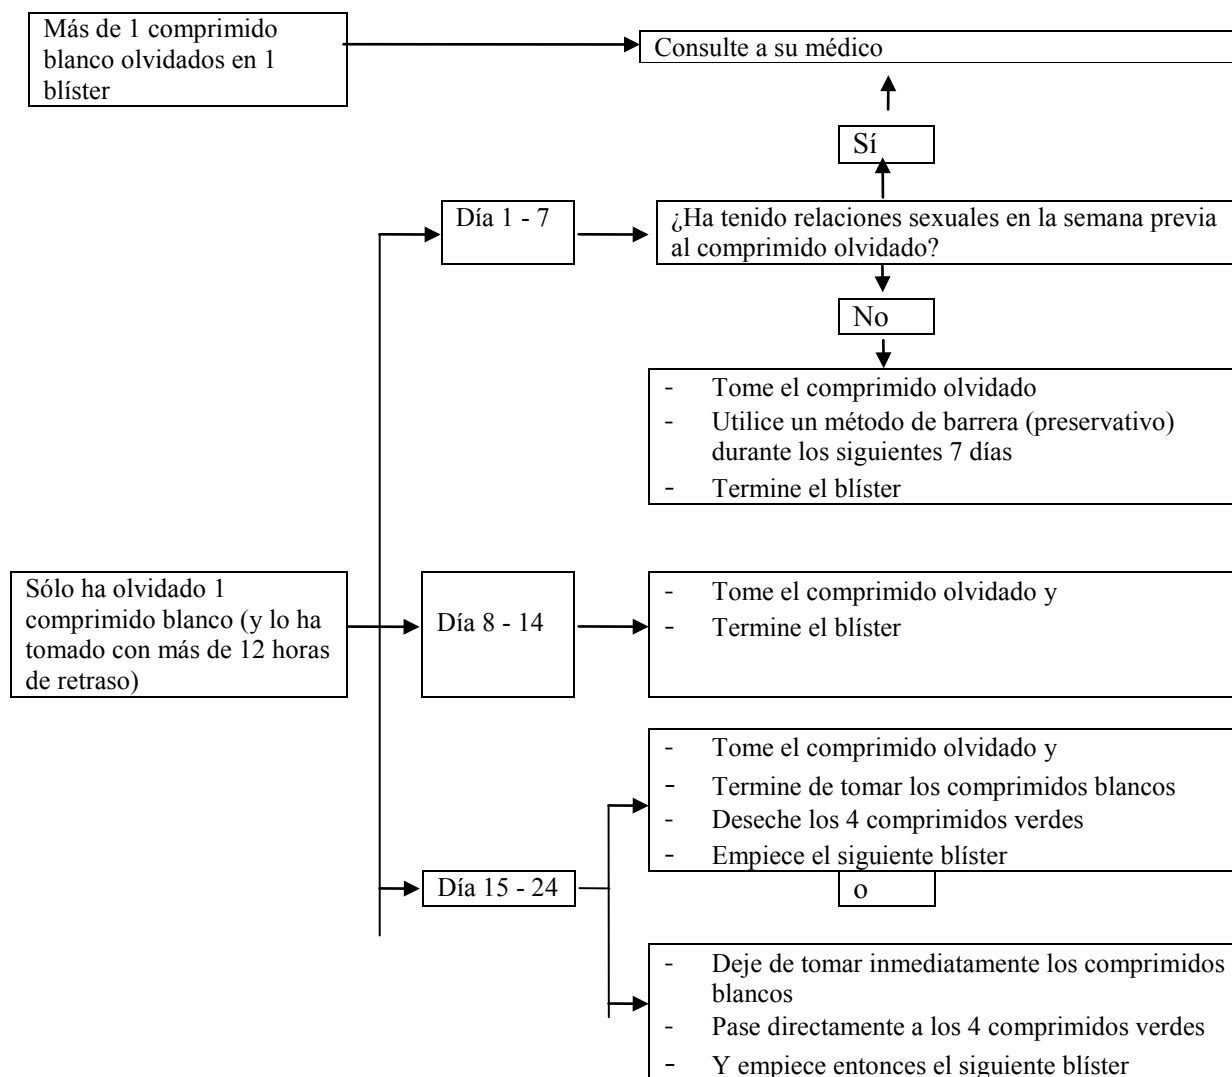 Más de 1 comprimido
blanco olvidados en 1
blíster
Consulte a su médico
Sí
Día 1 - 7
¿Ha tenido relaciones sexuales en la semana previa
al comprimido olvidado?
No
- Tome el comprimido olvidado
- Utilice un método de barrera (preservativo)
durante los siguientes 7 días
- Termine el blíster
Sólo ha olvidado 1
comprimido blanco (y lo ha
tomado con más de 12 horas
de retraso)
Día 8 - 14
- Tome el comprimido olvidado y
- Termine el blíster
Día 15 - 24
- Tome el comprimido olvidado y
- Termine de tomar los comprimidos blancos
- Deseche los 4 comprimidos verdes
- Empiece el siguiente blíster
o
- Deje de tomar inmediatamente los comprimidos
blancos
- Pase directamente a los 4 comprimidos verdes
- Y empiece entonces el siguiente blíster